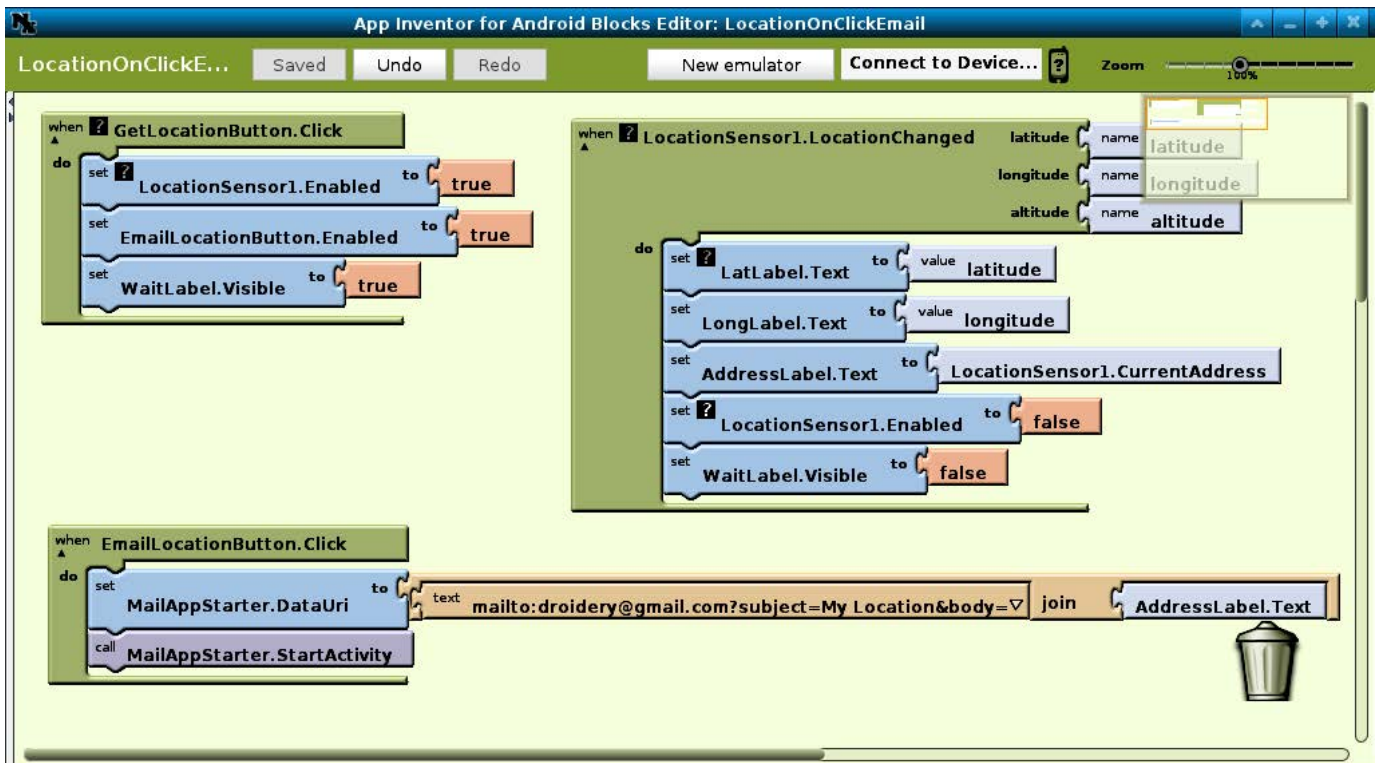 App Inventor for Android Blocks Editor: LocationOnClickEmail
LocationOnClickE... Saved Undo Redo New emulator Connect to Device... ? Zoom 100%
when ? GetLocationButton.Click
do set ? LocationSensor1.Enabled to true
set EmailLocationButton.Enabled to true
set WaitLabel.Visible to true
when ? LocationSensor1.LocationChanged latitude name latitude
longitude name longitude
altitude name altitude
do set ? LatLabel.Text to value latitude
set LongLabel.Text to value longitude
set AddressLabel.Text to LocationSensor1.CurrentAddress
set ? LocationSensor1.Enabled to false
set WaitLabel.Visible to false
when EmailLocationButton.Click
do set MailAppStarter.DataUri to text mailto:droidery@gmail.com?subject=My Location&body= join AddressLabel.Text
call MailAppStarter.StartActivity